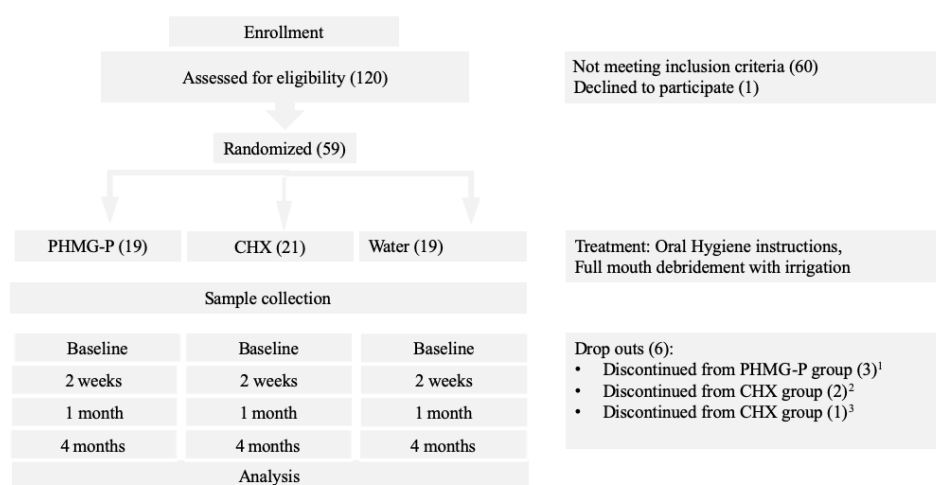 Enrollment
Assessed for eligibility (120)
Not meeting inclusion criteria (60)
Declined to participate (1)
Randomized (59)
PHMG-P (19)
CHX (21)
Water (19)
Treatment: Oral Hygiene instructions,
Full mouth debridement with irrigation
Sample collection
Baseline
Baseline
Baseline
2 weeks
2 weeks
2 weeks
1 month
1 month
1 month
4 months
4 months
4 months
Drop outs (6):
• Discontinued from PHMG-P group (3)¹
• Discontinued from CHX group (2)²
• Discontinued from CHX group (1)³
Analysis